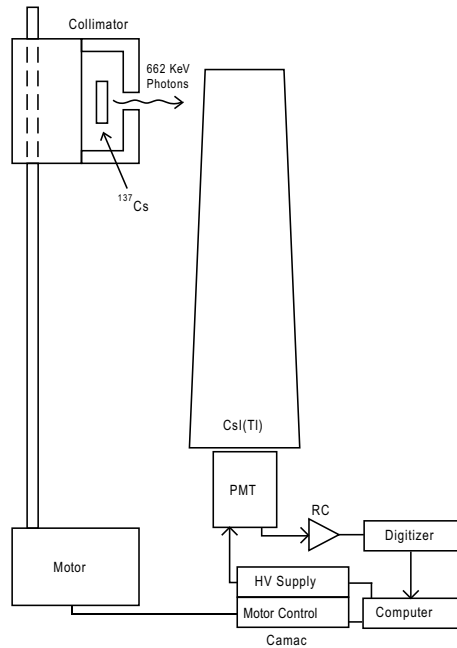 Collimator
662 KeV
Photons
137Cs
CsI(Tl)
PMT
RC
Digitizer
Motor
HV Supply
Motor Control
Computer
Camac